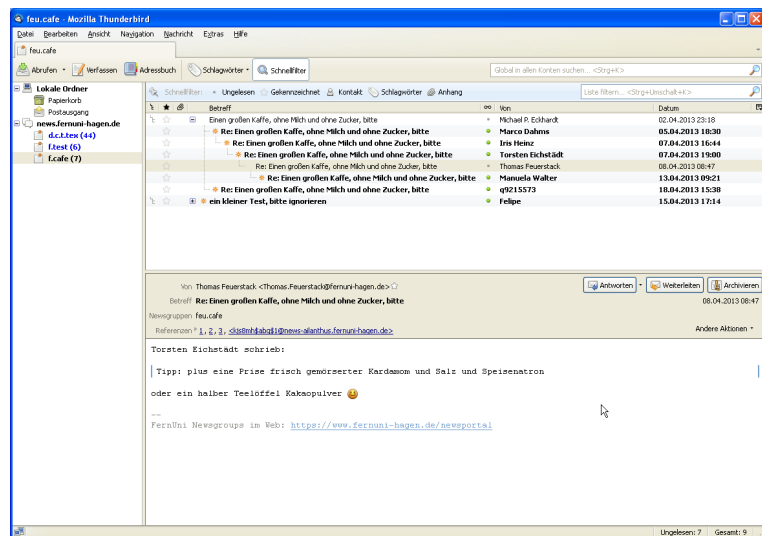 feu.cafe - Mozilla Thunderbird
Datei Bearbeiten Ansicht Navigation Nachricht Extras Hilfe
feu.cafe
Abrufen Verfassen Adressbuch Schlagwörter Schnellfilter Global in allen Konten suchen... <Strg+K>
Lokale Ordner
Papierkorb
Postausgang
news.fernuni-hagen.de
d.c.t.tex (44)
f.test (6)
f.cafe (7)
Schnellfilter: Ungelesen Gekennzeichnet Kontakt Schlagwörter Anhang Liste filtern... <Strg+Umschalt+K>
Betreff Von Datum
Einen großen Kaffe, ohne Milch und ohne Zucker, bitte Michael P. Eckhardt 02.04.2013 23:18
Re: Einen großen Kaffe, ohne Milch und ohne Zucker, bitte Marco Dahms 05.04.2013 18:30
Re: Einen großen Kaffe, ohne Milch und ohne Zucker, bitte Iris Heinz 07.04.2013 16:44
Re: Einen großen Kaffe, ohne Milch und ohne Zucker, bitte Torsten Eichstädt 07.04.2013 19:00
Re: Einen großen Kaffe, ohne Milch und ohne Zucker, bitte Thomas Feuerstack 08.04.2013 08:47
Re: Einen großen Kaffe, ohne Milch und ohne Zucker, bitte Manuela Walter 13.04.2013 09:21
Re: Einen großen Kaffe, ohne Milch und ohne Zucker, bitte q9215573 18.04.2013 15:38
ein kleiner Test, bitte ignorieren Felipe 15.04.2013 17:14
Von Thomas Feuerstack <Thomas.Feuerstack@fernuni-hagen.de> Antworten Weiterleiten Archivieren
Betreff Re: Einen großen Kaffe, ohne Milch und ohne Zucker, bitte 08.04.2013 08:47
Newsgruppen feu.cafe
Referenzen 1, 2, 3, <kjs8mh$abq$1@news-ailanthus.fernuni-hagen.de> Andere Aktionen
Torsten Eichstädt schrieb:
Tipp: plus eine Prise frisch gemörserter Kardamom und Salz und Speisenatron
oder ein halber Teelöffel Kakaopulver
--
FernUni Newsgroups im Web: https://www.fernuni-hagen.de/newsportal
Ungelesen: 7 Gesamt: 9